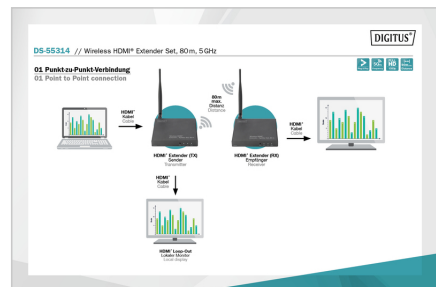 DIGITUS®
DS-55314 // Wireless HDMI® Extender Set, 80 m, 5 GHz
01 Punkt-zu-Punkt-Verbindung
01 Point to Point connection
80m
max.
Distanz
Distance
HDMI®
Kabel
Cable
HDMI®
Kabel
Cable
HDMI® Extender (TX)
Sender
Transmitter
HDMI® Extender (RX)
Empfänger
Receiver
HDMI®
Kabel
Cable
HDMI® Loop-Out
Lokaler Monitor
Local display